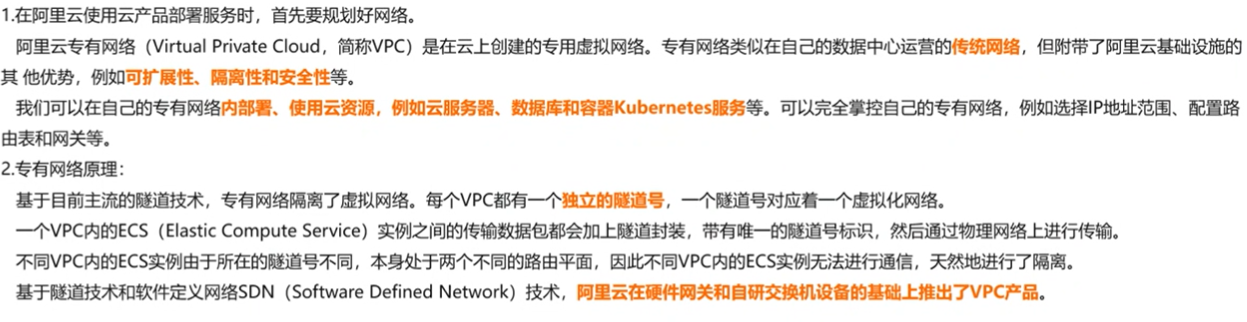 1.在阿里云使用云产品部署服务时，首先要规划好网络。
阿里云专有网络（Virtual Private Cloud，简称VPC）是在云上创建的专用虚拟网络。专有网络类似在自己的数据中心运营的传统网络，但附带了阿里云基础设施的
其 他优势，例如可扩展性、隔离性和安全性等。
我们可以在自己的专有网络内部署、使用云资源，例如云服务器、数据库和容器Kubernetes服务等。可以完全掌控自己的专有网络，例如选择IP地址范围、配置路
由表和网关等。
2.专有网络原理：
基于目前主流的隧道技术，专有网络隔离了虚拟网络。每个VPC都有一个独立的隧道号，一个隧道号对应着一个虚拟化网络。
一个VPC内的ECS（Elastic Compute Service）实例之间的传输数据包都会加上隧道封装，带有唯一的隧道号标识，然后通过物理网络上进行传输。
不同VPC内的ECS实例由于所在的隧道号不同，本身处于两个不同的路由平面，因此不同VPC内的ECS实例无法进行通信，天然地进行了隔离。
基于隧道技术和软件定义网络SDN（Software Defined Network）技术，阿里云在硬件网关和自研交换机设备的基础上推出了VPC产品。